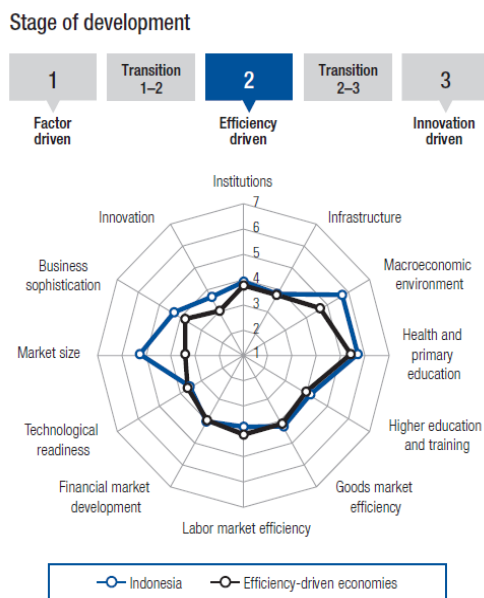 Stage of development
1
Transition
1–2
2
Transition
2–3
3
Factor
driven
Efficiency
driven
Innovation
driven
Institutions
Infrastructure
Macroeconomic
environment
Health and
primary
education
Higher education
and training
Goods market
efficiency
Labor market efficiency
Financial market
development
Technological
readiness
Market size
Business
sophistication
Innovation
7
6
5
4
3
2
1
Indonesia
Efficiency-driven economies